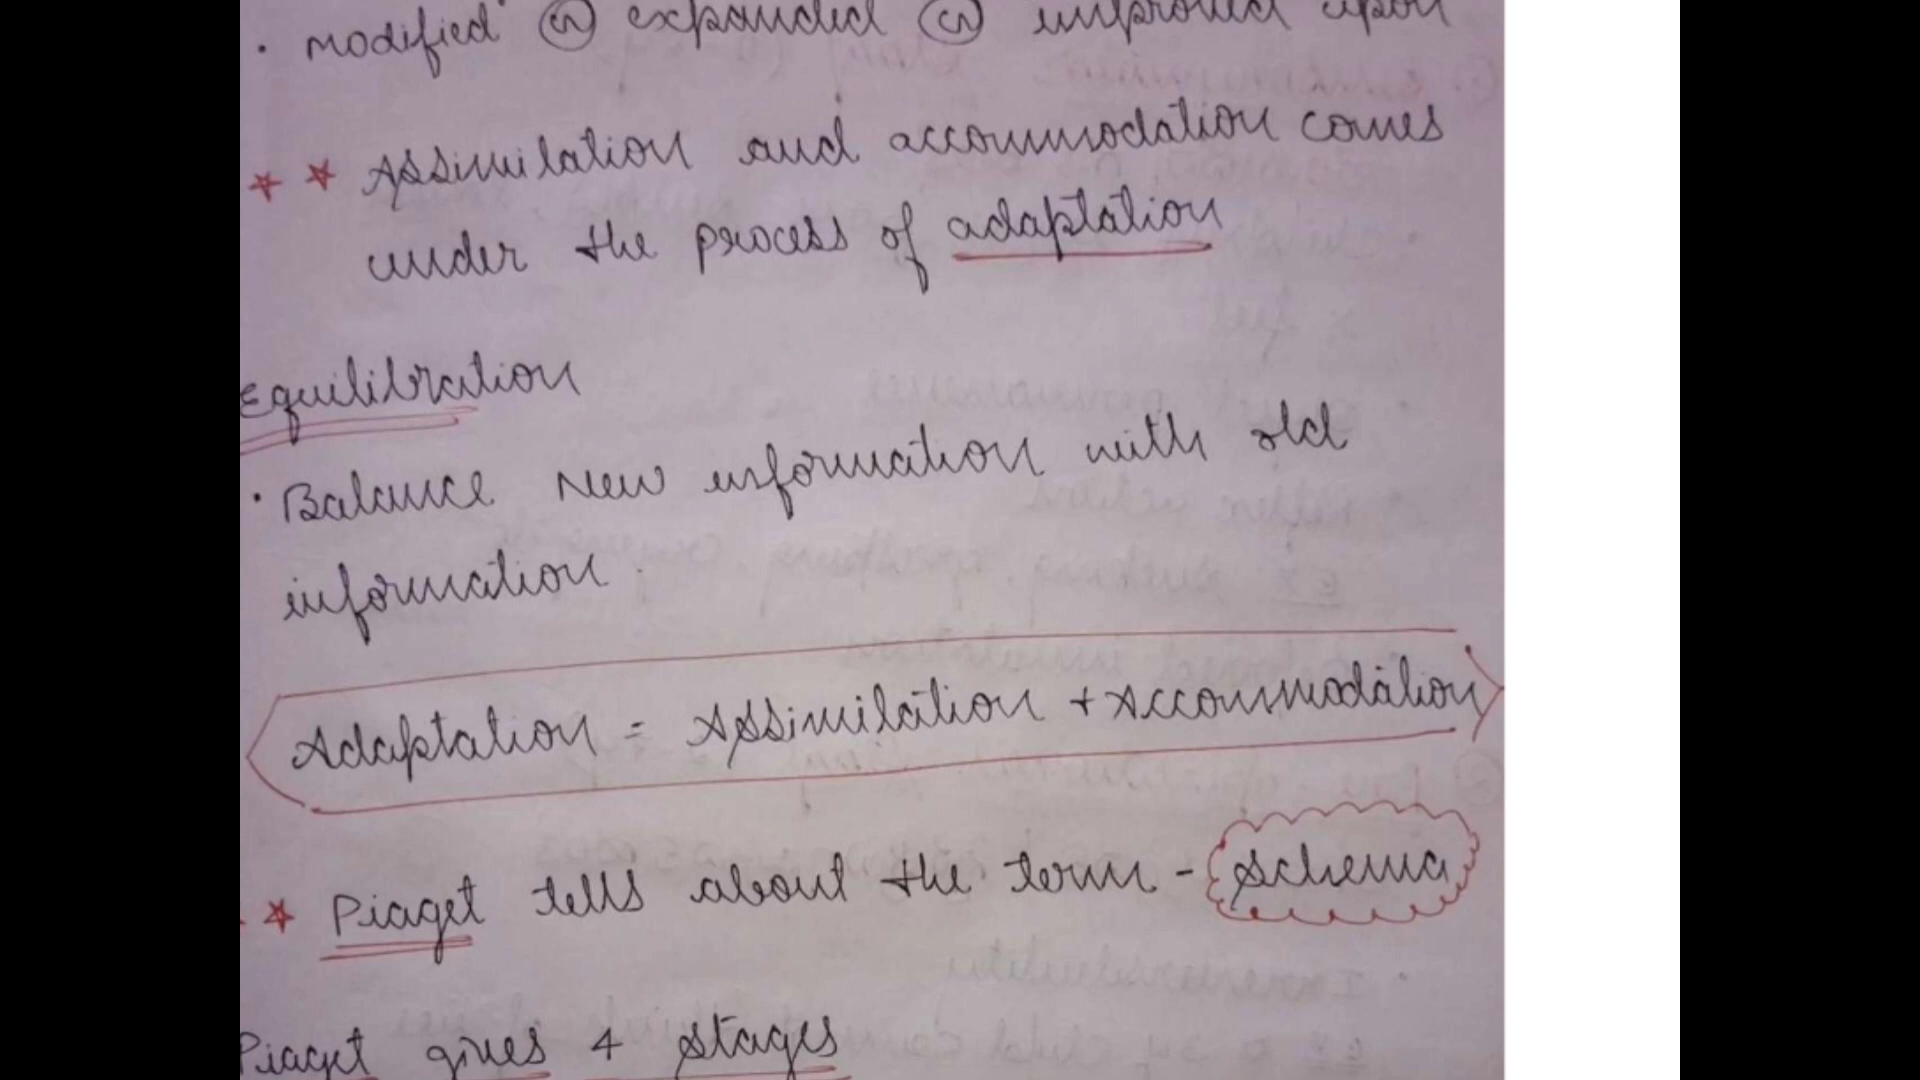 • modified or expanded or improved upon
Assimilation and accommodation comes
under the process of adaptation
Equilibration
• Balance New information with old
information.
Adaptation = Assimilation + Accommodation
Piaget tells about the term - schema
Piaget gives 4 stages